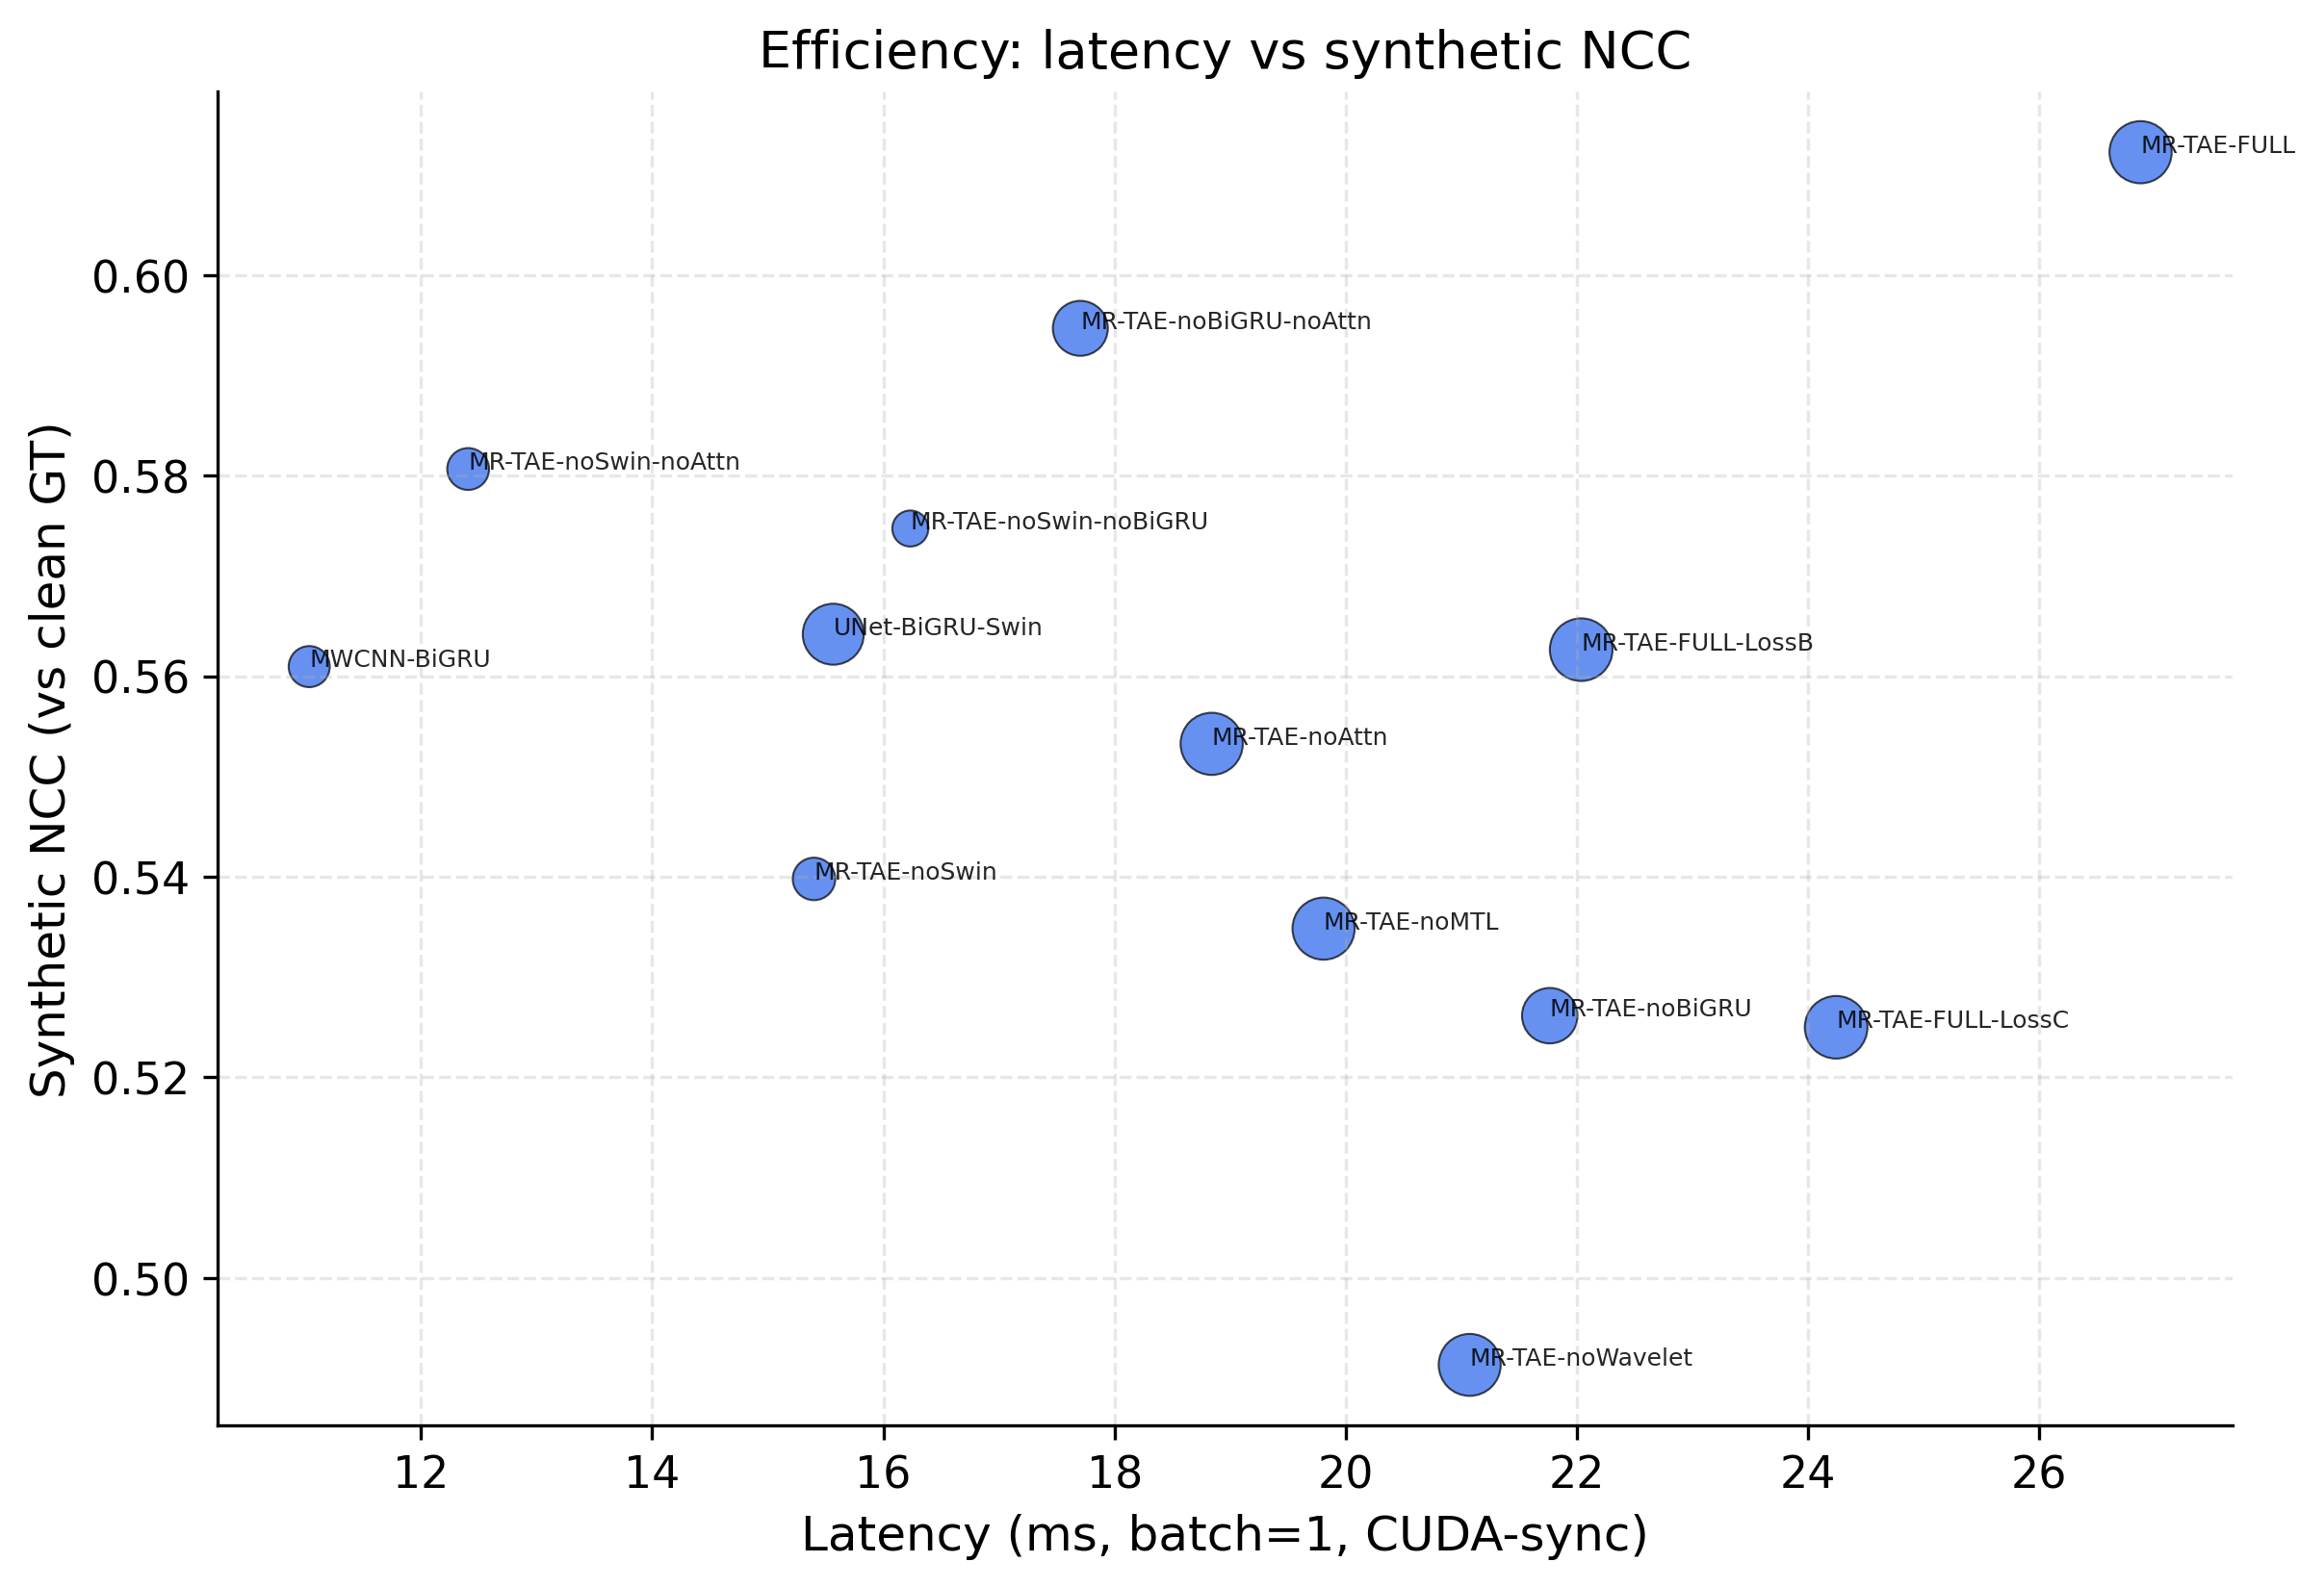 Efficiency: latency vs synthetic NCC
MR-TAE-FULL
0.60
MR-TAE-noBiGRU-noAttn
MR-TAE-noSwin-noAttn
0.58
MR-TAE-noSwin-noBiGRU
UNet-BiGRU-Swin
MR-TAE-FULL-LossB
MWCNN-BiGRU
0.56
MR-TAE-noAttn
MR-TAE-noSwin
0.54
MR-TAE-noMTL
MR-TAE-noBiGRU
MR-TAE-FULL-LossC
0.52
0.50
MR-TAE-noWavelet
Synthetic NCC (vs clean GT)
12 14 16 18 20 22 24 26
Latency (ms, batch=1, CUDA-sync)